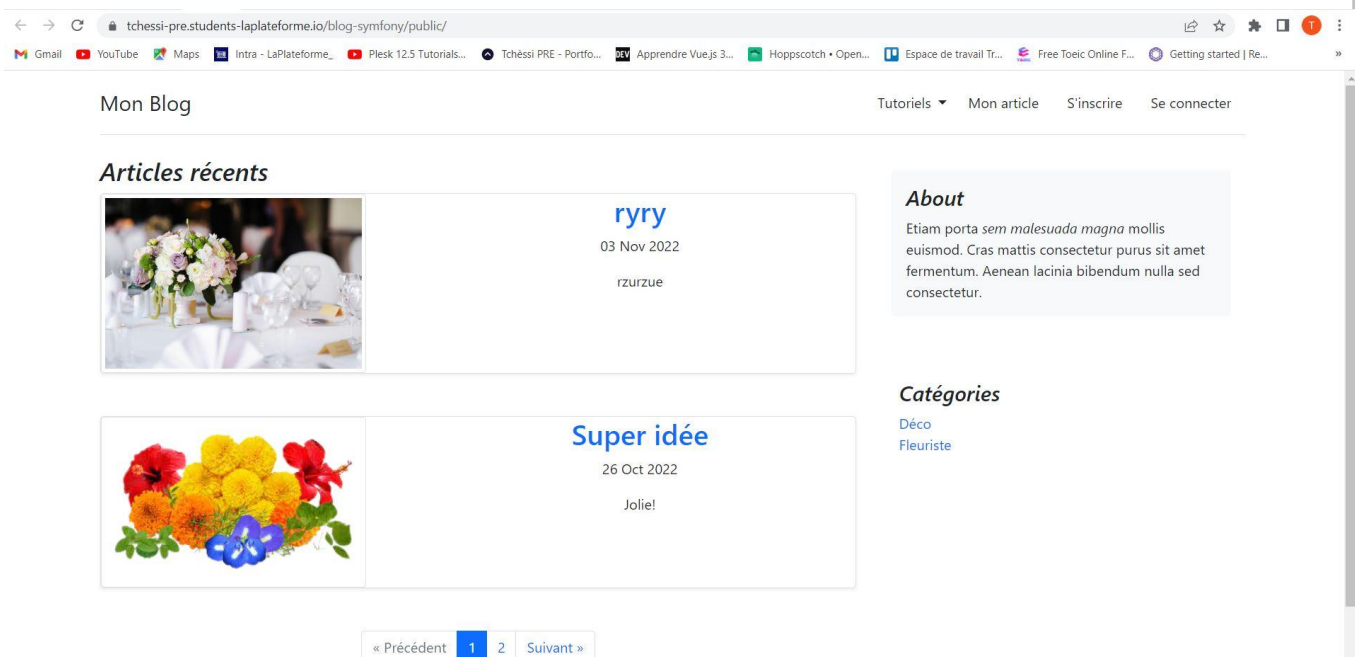 tchessi-pre.students-laplateforme.io/blog-symfony/public/
T
Gmail YouTube Maps Intra - LaPlateforme_ Plesk 12.5 Tutorials... Tchèssi PRE - Portfo... DEV Apprendre Vue.js 3... Hoppscotch • Open... Espace de travail Tr... Free Toeic Online F... Getting started | Re... »
Mon Blog Tutoriels Mon article S'inscrire Se connecter
Articles récents
ryry
03 Nov 2022
rzurzue
Super idée
26 Oct 2022
Jolie!
« Précédent 1 2 Suivant »
About
Etiam porta sem malesuada magna mollis
euismod. Cras mattis consectetur purus sit amet
fermentum. Aenean lacinia bibendum nulla sed
consectetur.
Catégories
Déco
Fleuriste